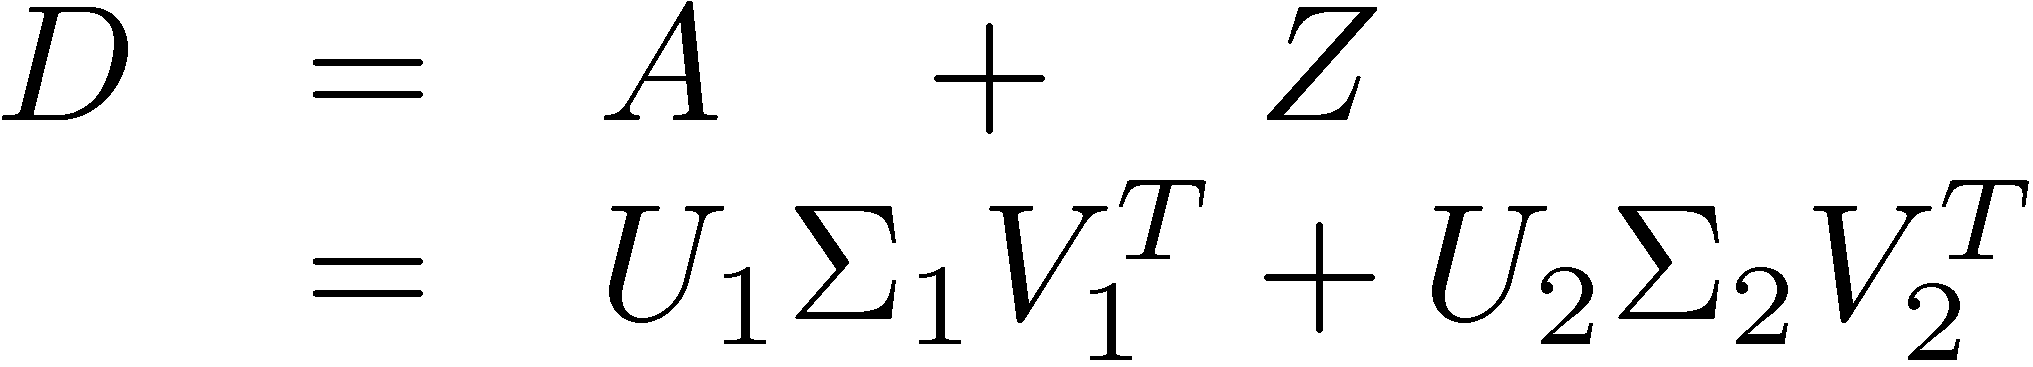 D = A + Z
= U₁Σ₁V₁ᵀ + U₂Σ₂V₂ᵀ